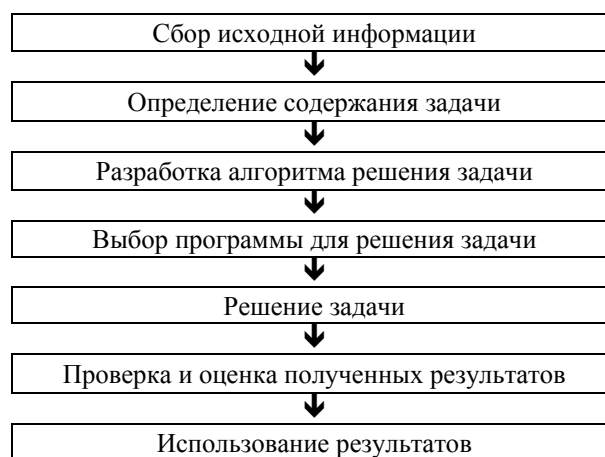 Сбор исходной информации
Определение содержания задачи
Разработка алгоритма решения задачи
Выбор программы для решения задачи
Решение задачи
Проверка и оценка полученных результатов
Использование результатов